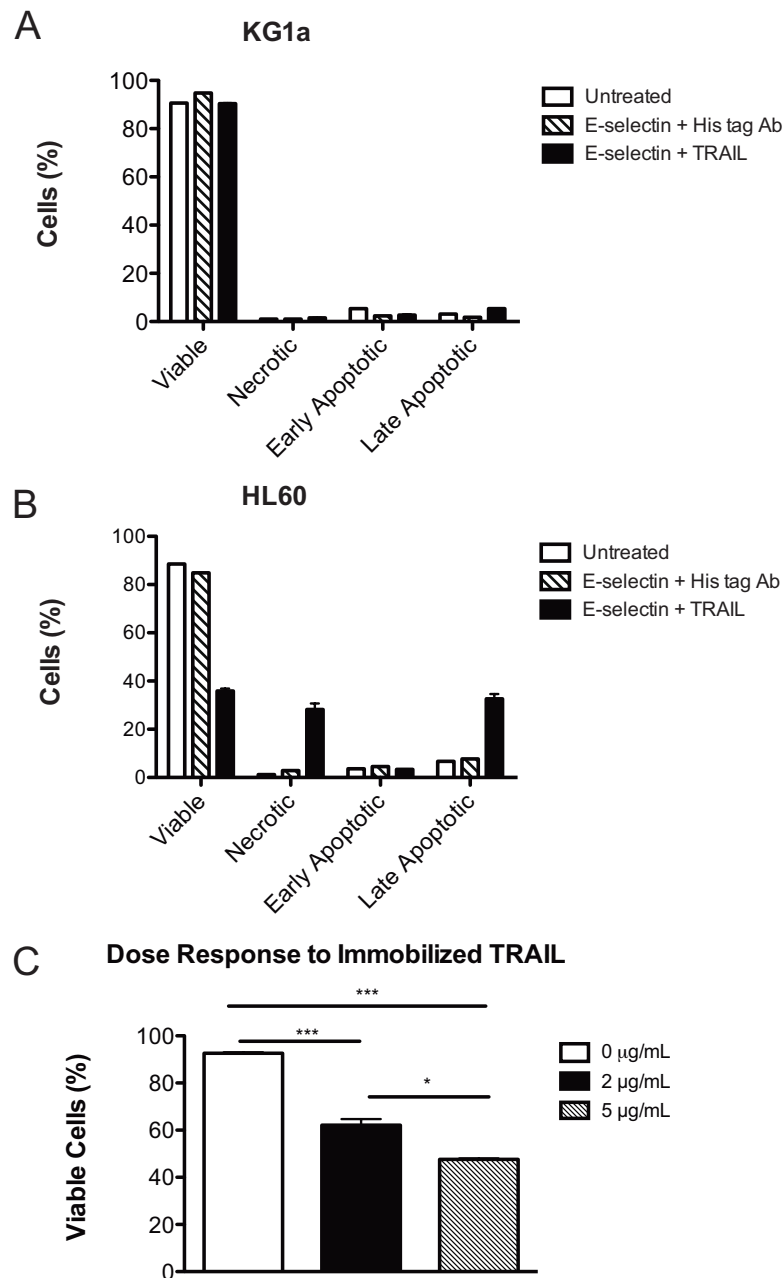 A
KG1a
Cells (%)
100
80
60
40
20
0
Viable
Necrotic
Early Apoptotic
Late Apoptotic
Untreated
E-selectin + His tag Ab
E-selectin + TRAIL
B
HL60
Cells (%)
100
80
60
40
20
0
Viable
Necrotic
Early Apoptotic
Late Apoptotic
Untreated
E-selectin + His tag Ab
E-selectin + TRAIL
C
Dose Response to Immobilized TRAIL
Viable Cells (%)
100
80
60
40
20
0
***
***
*
0 μg/mL
2 μg/mL
5 μg/mL